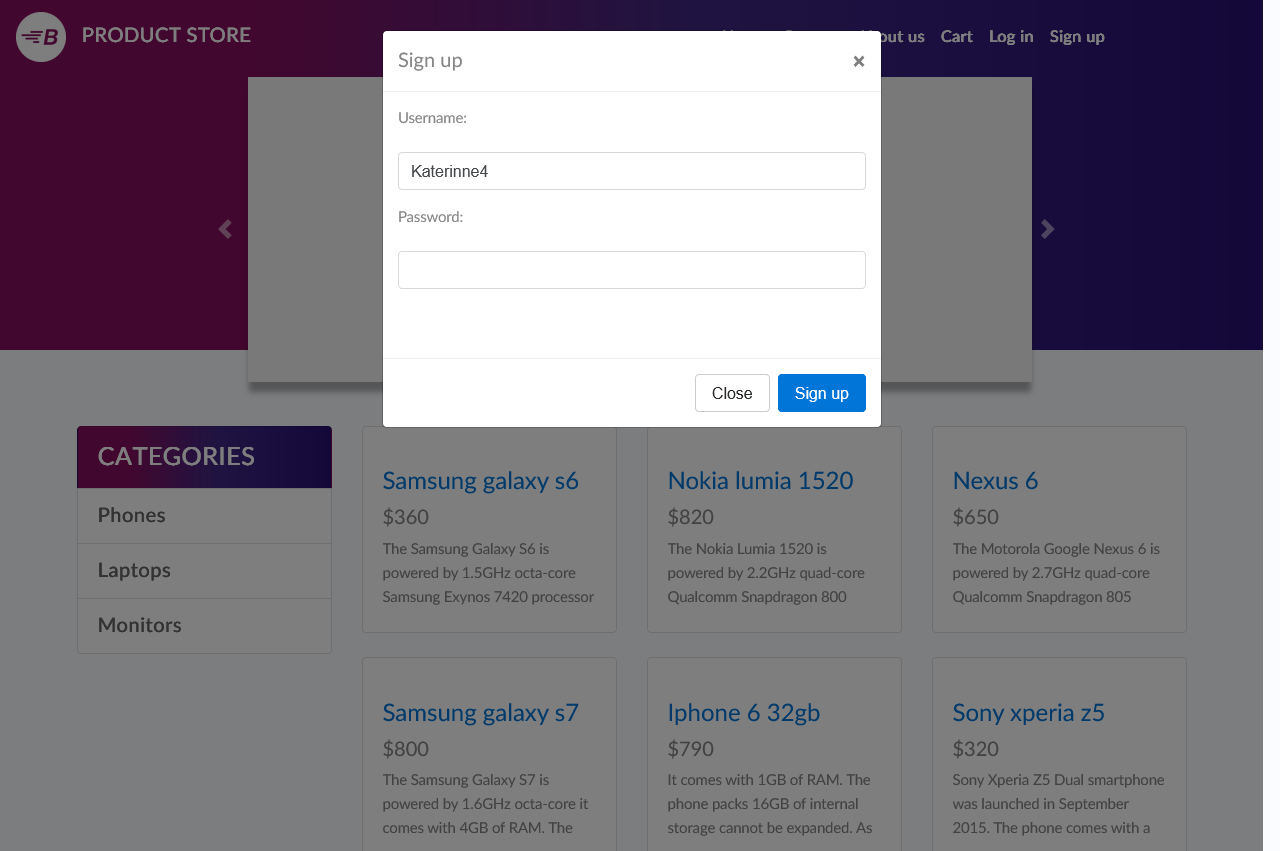 B PRODUCT STORE
out us Cart Log in Sign up
Sign up
×
Username:
Katerinne4
Password:
Close Sign up
CATEGORIES
Phones
Laptops
Monitors
Samsung galaxy s6
$360
The Samsung Galaxy S6 is
powered by 1.5GHz octa-core
Samsung Exynos 7420 processor
Nokia lumia 1520
$820
The Nokia Lumia 1520 is
powered by 2.2GHz quad-core
Qualcomm Snapdragon 800
Nexus 6
$650
The Motorola Google Nexus 6 is
powered by 2.7GHz quad-core
Qualcomm Snapdragon 805
Samsung galaxy s7
$800
The Samsung Galaxy S7 is
powered by 1.6GHz octa-core it
comes with 4GB of RAM. The
Iphone 6 32gb
$790
It comes with 1GB of RAM. The
phone packs 16GB of internal
storage cannot be expanded. As
Sony xperia z5
$320
Sony Xperia Z5 Dual smartphone
was launched in September
2015. The phone comes with a